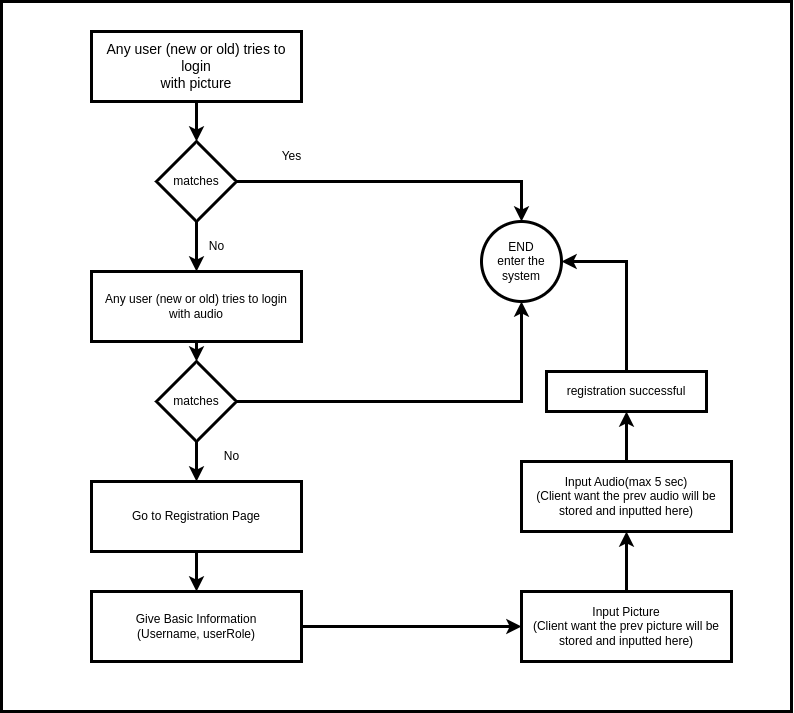 Any user (new or old) tries to
login
with picture
matches
Yes
No
END
enter the
system
Any user (new or old) tries to login
with audio
matches
registration successful
No
Input Audio(max 5 sec)
(Client want the prev audio will be
stored and inputted here)
Go to Registration Page
Give Basic Information
(Username, userRole)
Input Picture
(Client want the prev picture will be
stored and inputted here)